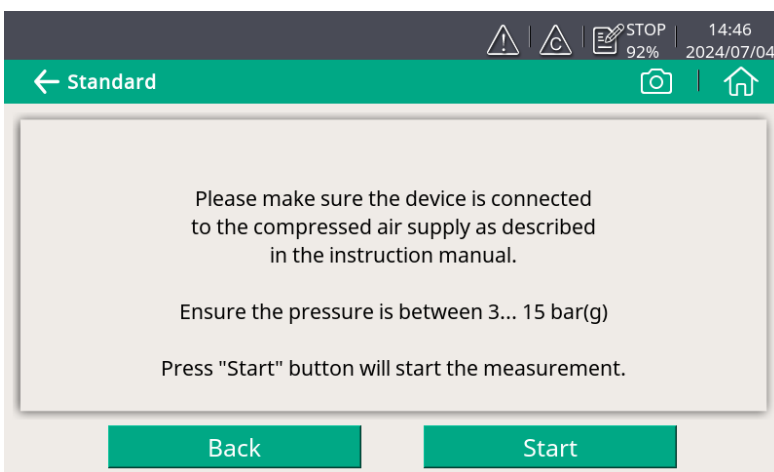 STOP 14:46
92% 2024/07/04
Standard
Please make sure the device is connected
to the compressed air supply as described
in the instruction manual.
Ensure the pressure is between 3... 15 bar(g)
Press "Start" button will start the measurement.
Back Start